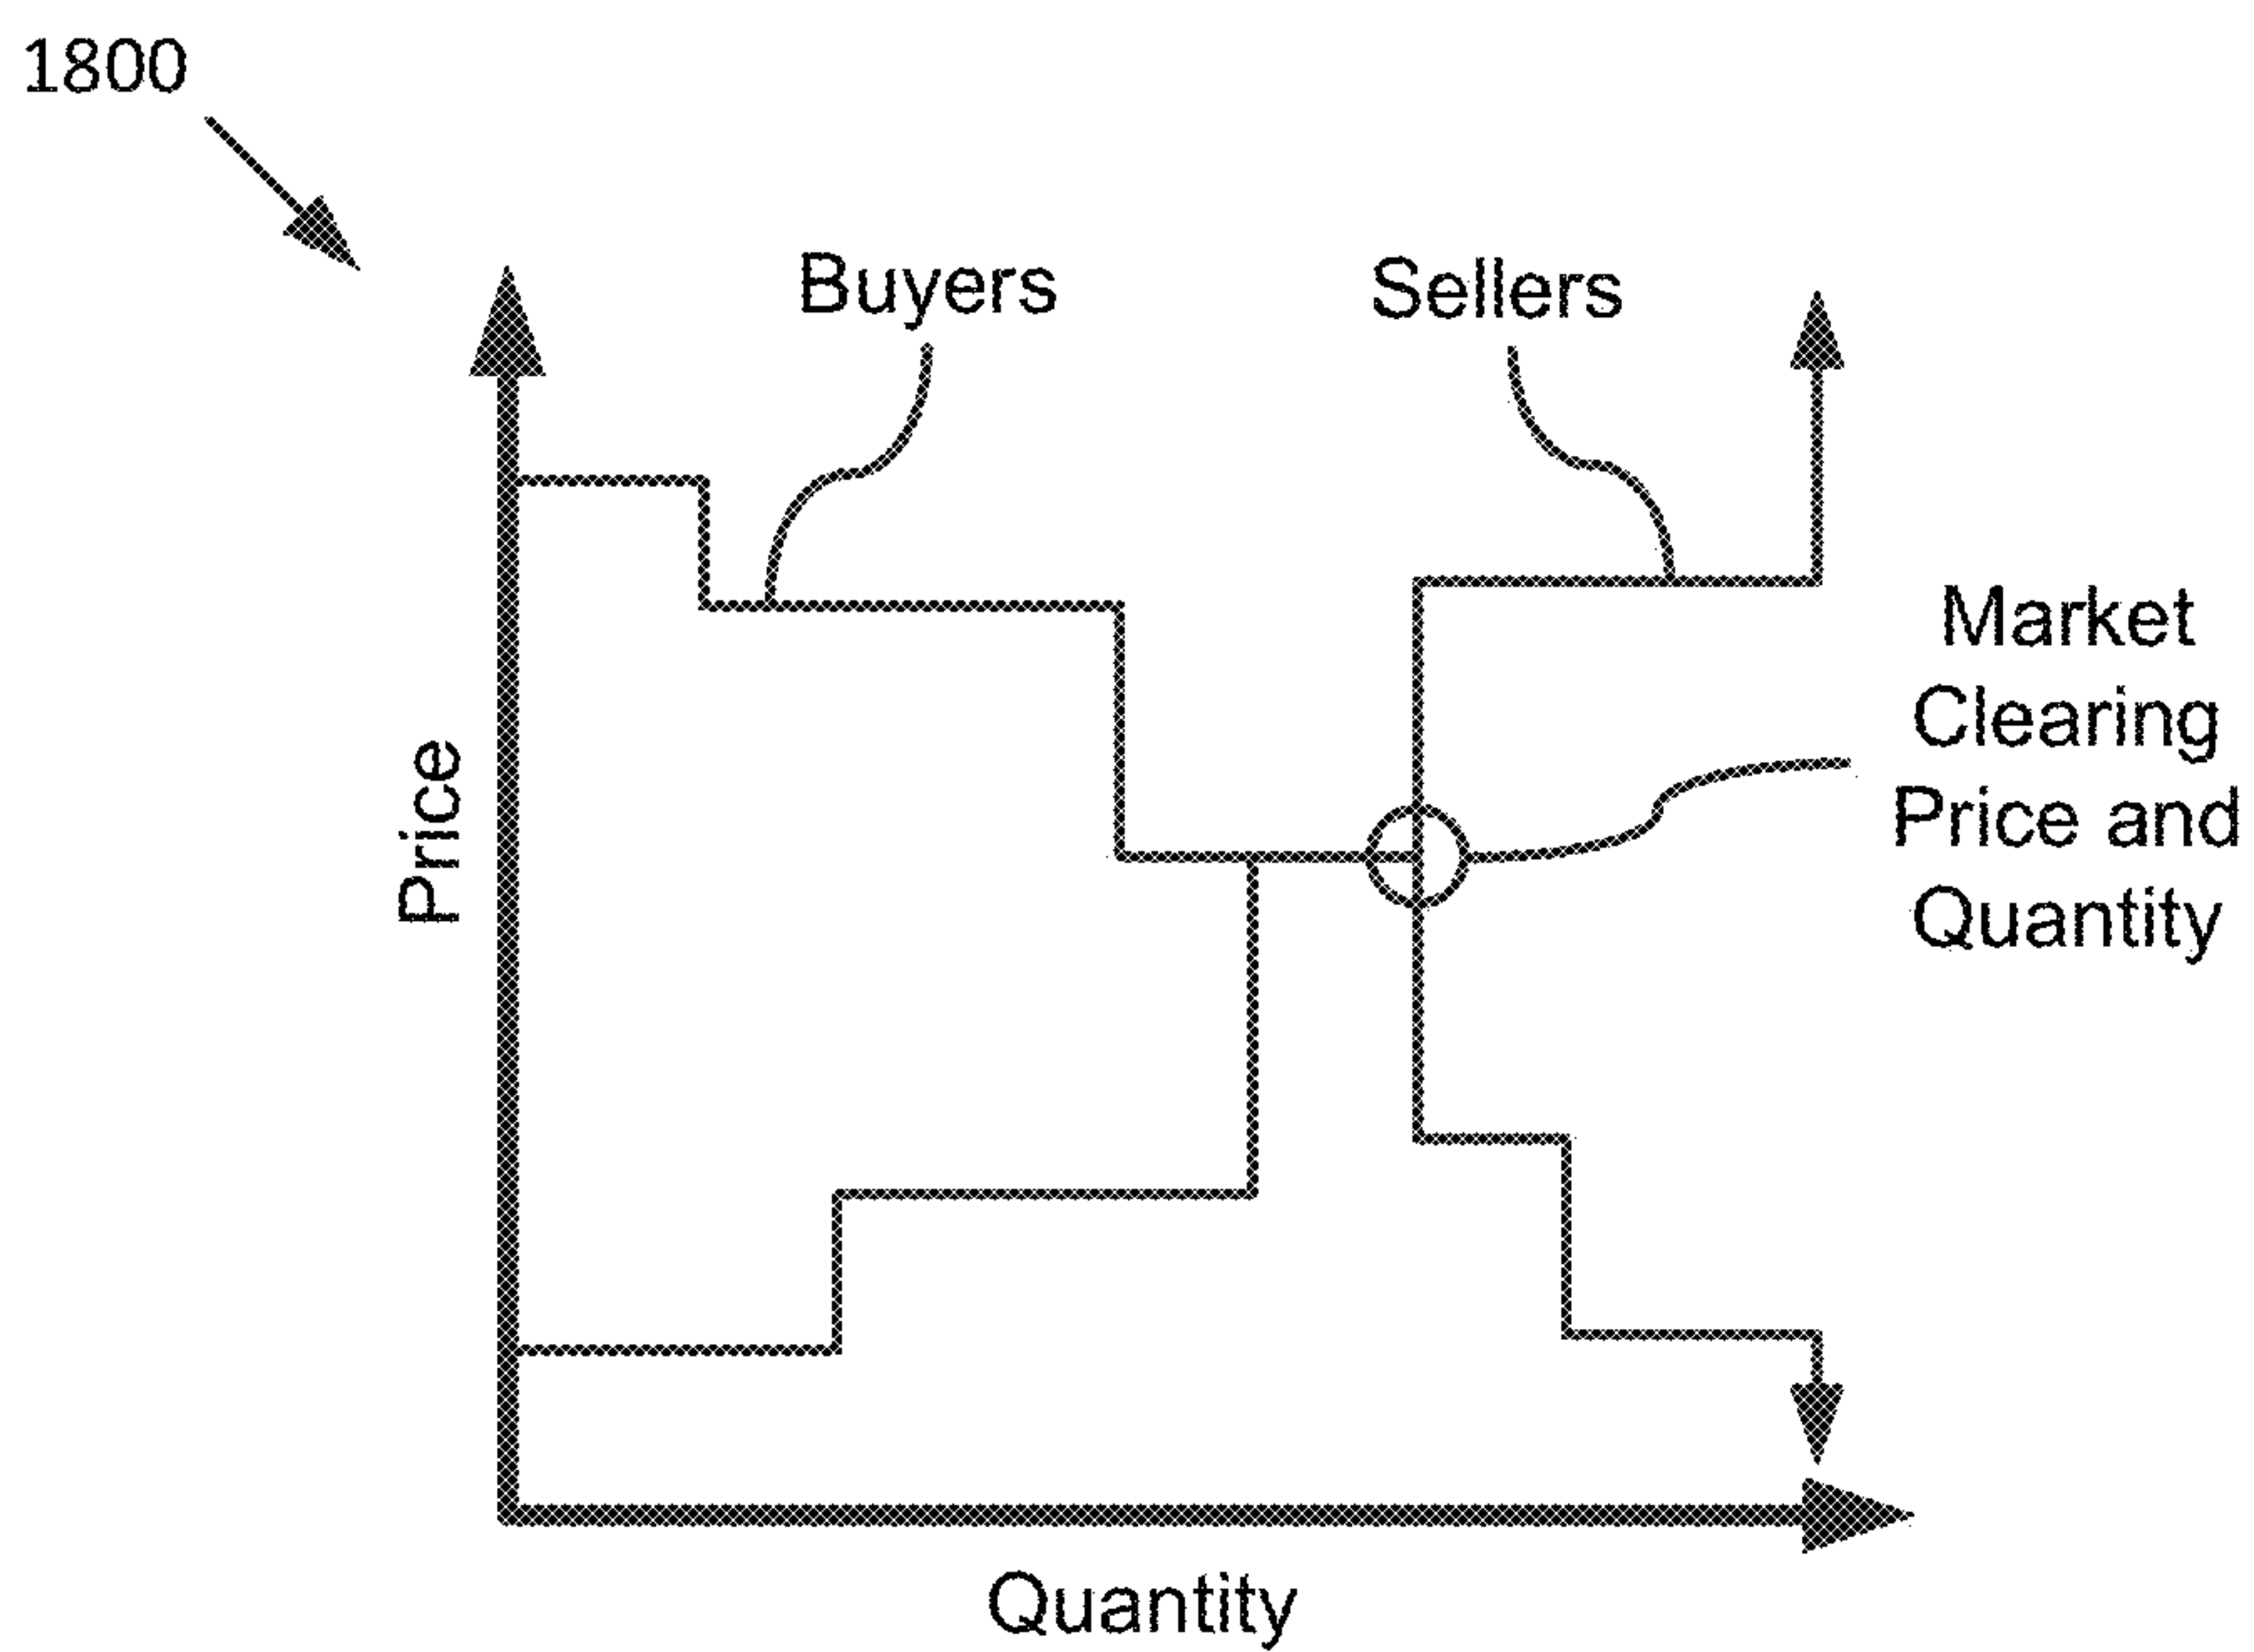 1800
Buyers
Sellers
Market
Clearing
Price and
Quantity
Price
Quantity